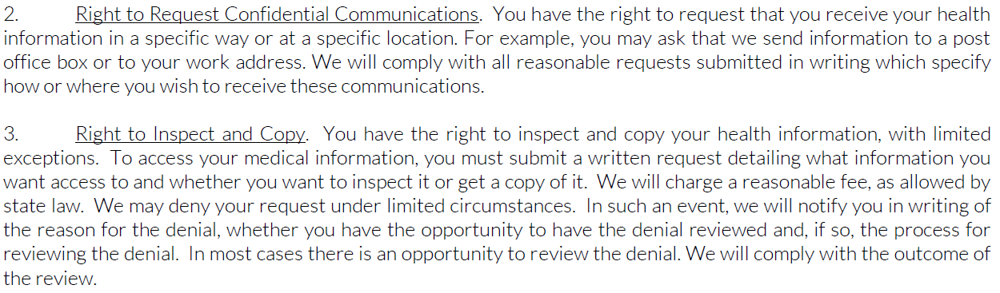 2. Right to Request Confidential Communications. You have the right to request that you receive your health
information in a specific way or at a specific location. For example, you may ask that we send information to a post
office box or to your work address. We will comply with all reasonable requests submitted in writing which specify
how or where you wish to receive these communications.
3. Right to Inspect and Copy. You have the right to inspect and copy your health information, with limited
exceptions. To access your medical information, you must submit a written request detailing what information you
want access to and whether you want to inspect it or get a copy of it. We will charge a reasonable fee, as allowed by
state law. We may deny your request under limited circumstances. In such an event, we will notify you in writing of
the reason for the denial, whether you have the opportunity to have the denial reviewed and, if so, the process for
reviewing the denial. In most cases there is an opportunity to review the denial. We will comply with the outcome of
the review.